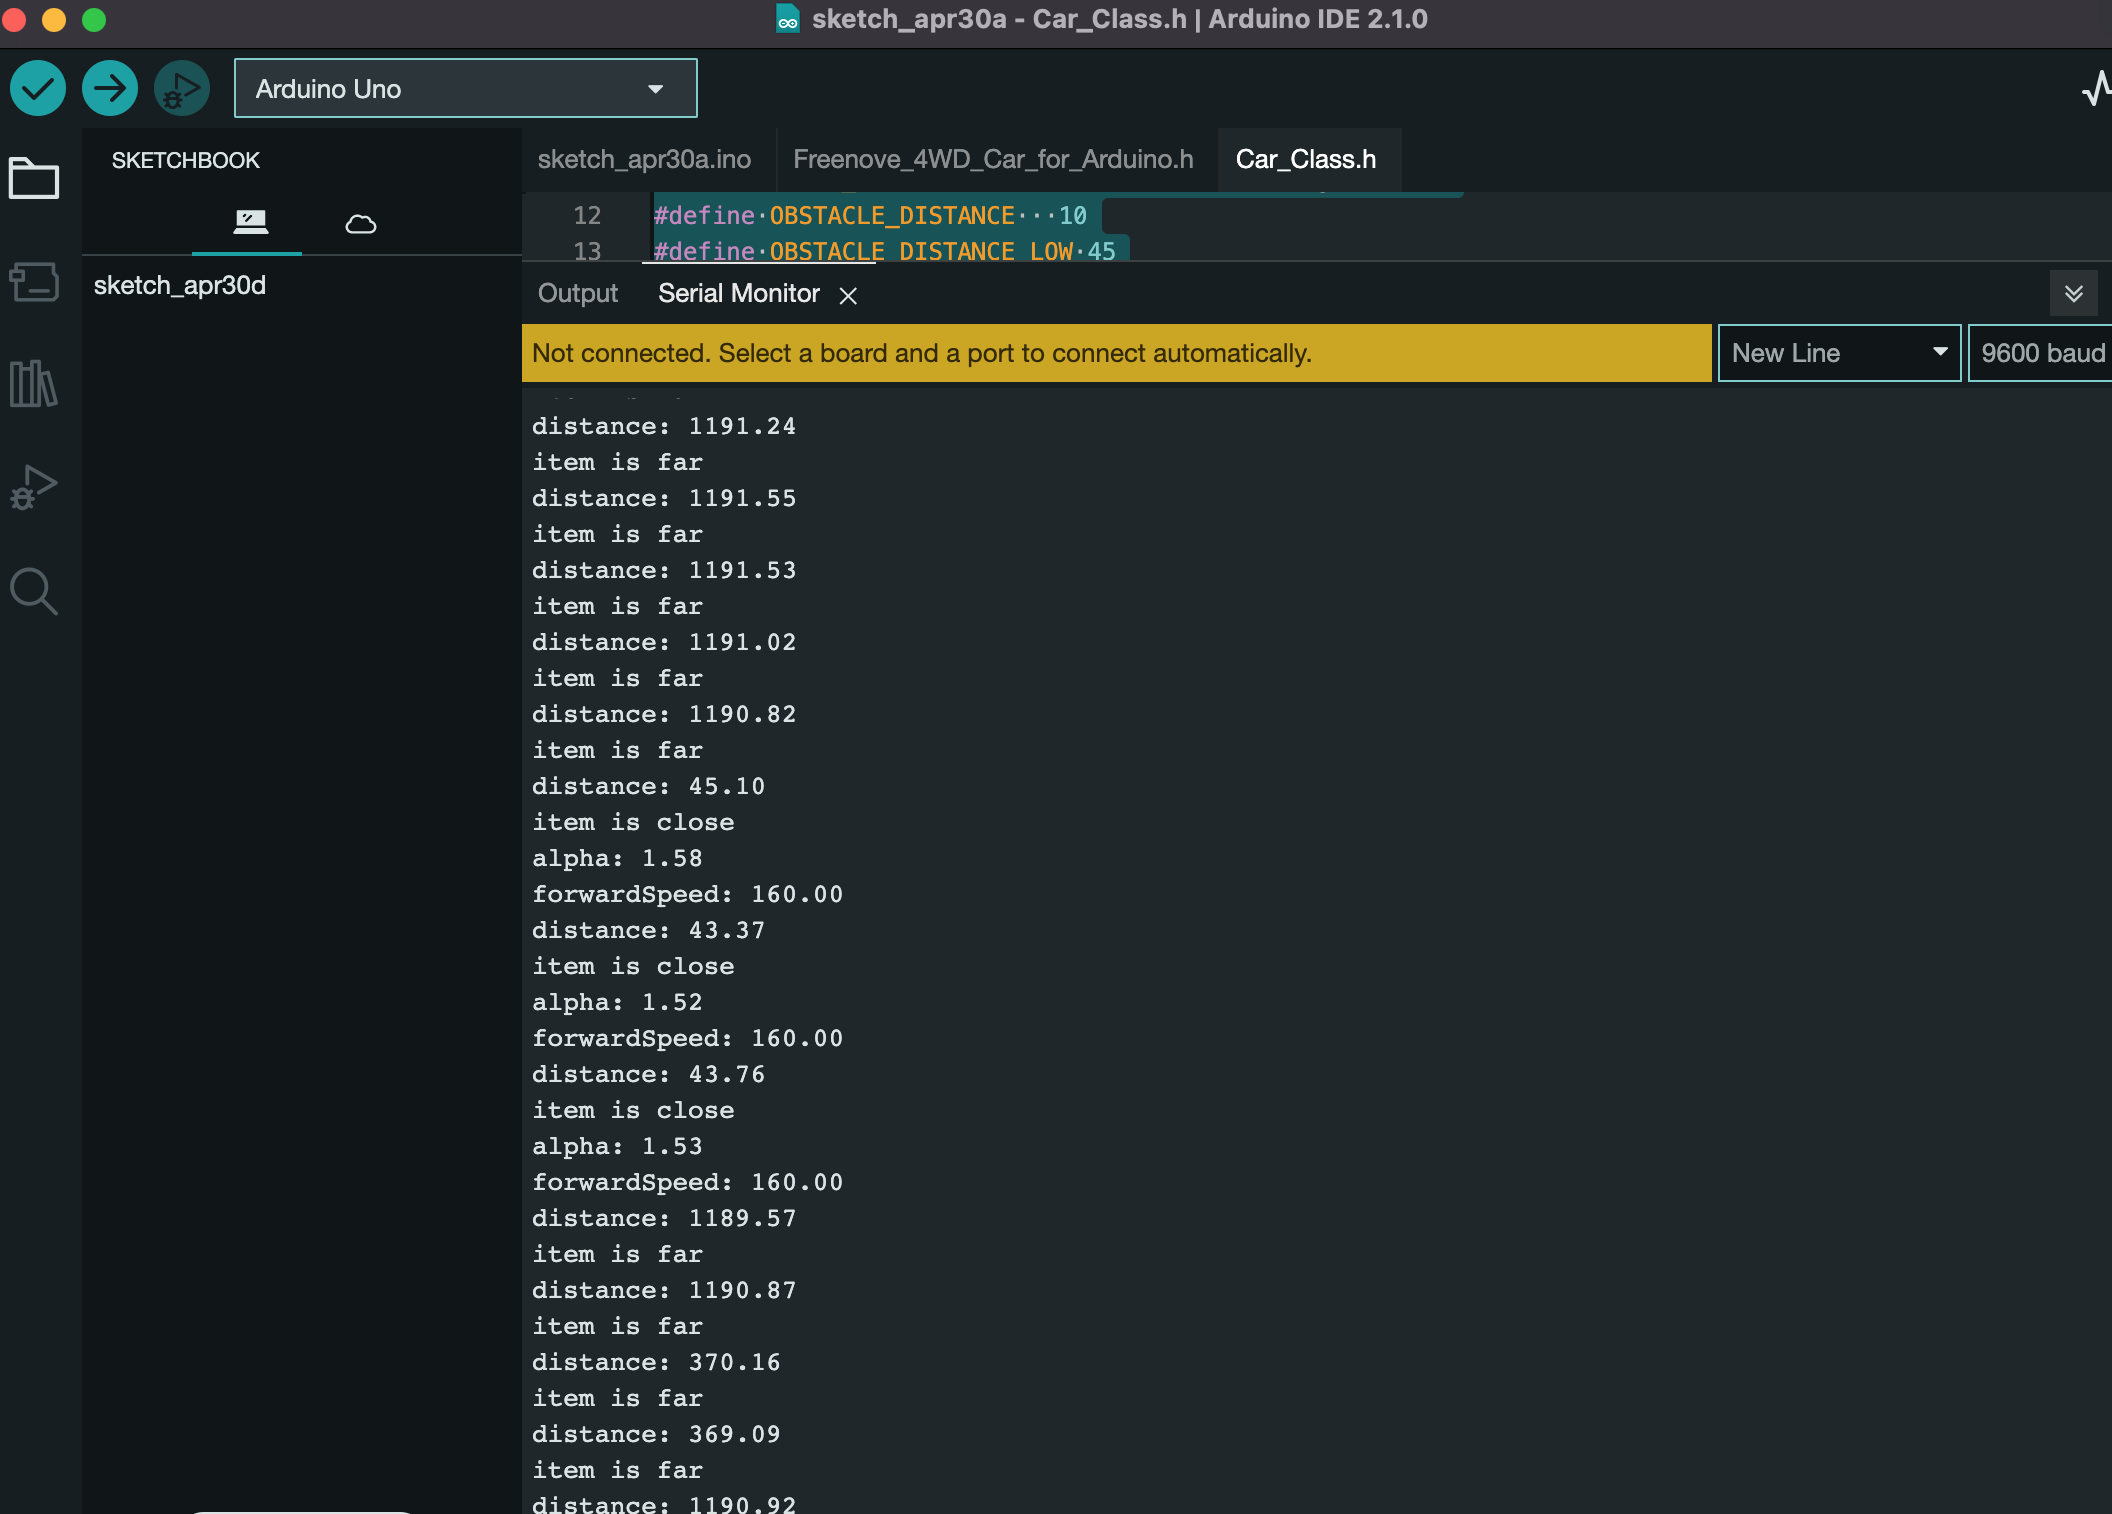 sketch_apr30a - Car_Class.h | Arduino IDE 2.1.0
Arduino Uno
SKETCHBOOK
sketch_apr30a.ino
Freenove_4WD_Car_for_Arduino.h
Car_Class.h
12 #define·OBSTACLE_DISTANCE···10
13 #define·OBSTACLE_DISTANCE_LOW·45
sketch_apr30d
Output
Serial Monitor
Not connected. Select a board and a port to connect automatically.
New Line
9600 baud
distance: 1191.24
item is far
distance: 1191.55
item is far
distance: 1191.53
item is far
distance: 1191.02
item is far
distance: 1190.82
item is far
distance: 45.10
item is close
alpha: 1.58
forwardSpeed: 160.00
distance: 43.37
item is close
alpha: 1.52
forwardSpeed: 160.00
distance: 43.76
item is close
alpha: 1.53
forwardSpeed: 160.00
distance: 1189.57
item is far
distance: 1190.87
item is far
distance: 370.16
item is far
distance: 369.09
item is far
distance: 1190.92